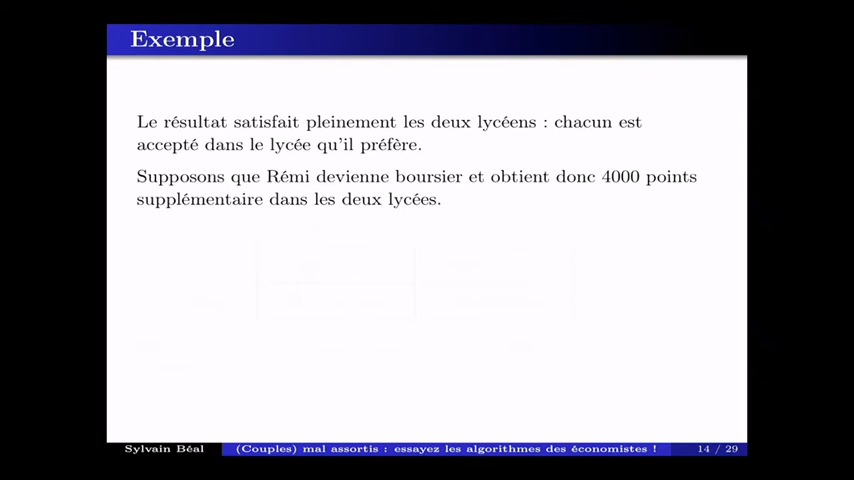 Exemple
Le résultat satisfait pleinement les deux lycéens : chacun est
accepté dans le lycée qu'il préfère.
Supposons que Rémi devienne boursier et obtient donc 4000 points
supplémentaire dans les deux lycées.
Sylvain Béal (Couples) mal assortis : essayez les algorithmes des économistes ! 14 / 29